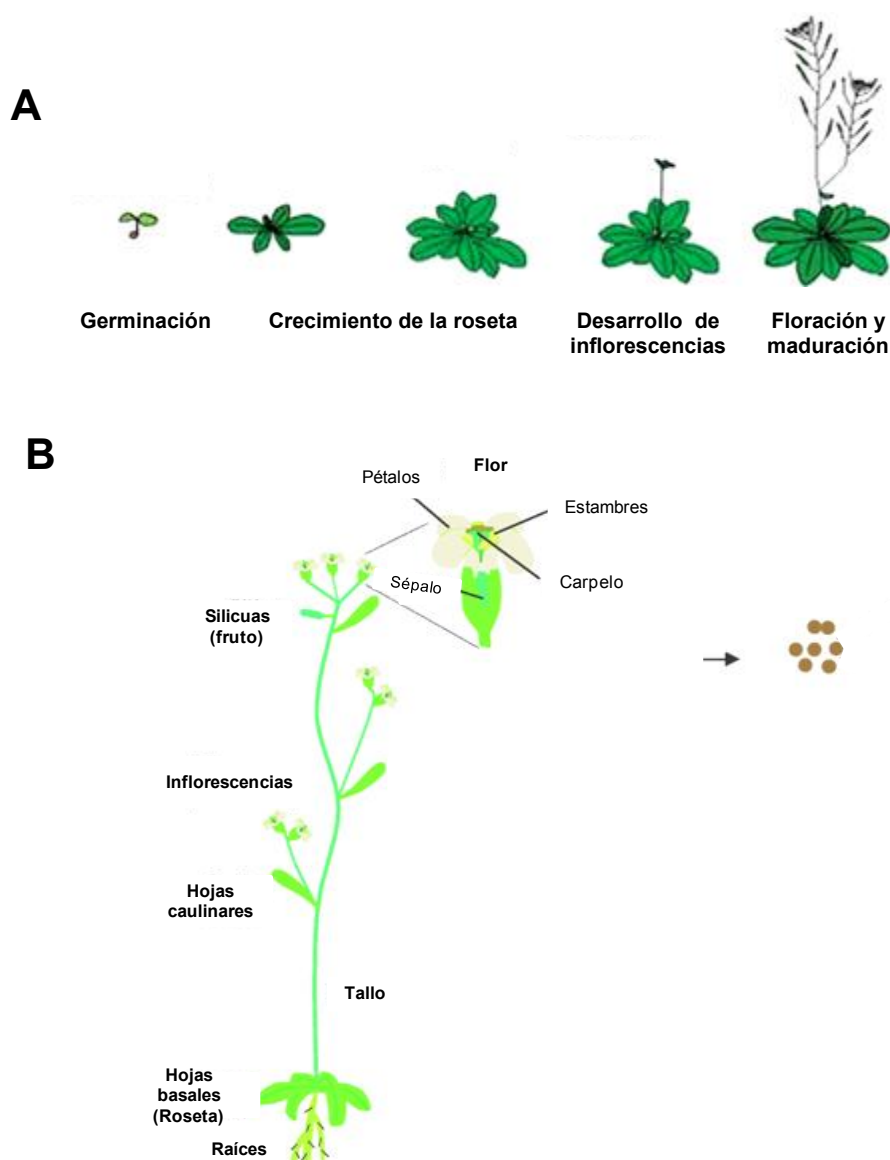 A
Germinación
Crecimiento de la roseta
Desarrollo de
inflorescencias
Floración y
maduración
B
Flor
Pétalos
Estambres
Sépalo
Carpelo
Silicuas
(fruto)
Inflorescencias
Hojas
caulinares
Tallo
Hojas
basales
(Roseta)
Raíces